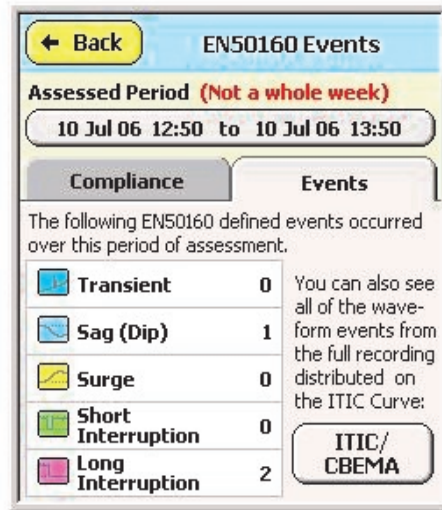 Back
EN50160 Events
Assessed Period (Not a whole week)
10 Jul 06 12:50 to 10 Jul 06 13:50
Compliance
Events
The following EN50160 defined events occurred
over this period of assessment.
Transient 0
Sag (Dip) 1
Surge 0
Short
Interruption 0
Long
Interruption 2
You can also see
all of the wave-
form events from
the full recording
distributed on
the ITIC Curve:
ITIC/
CBEMA